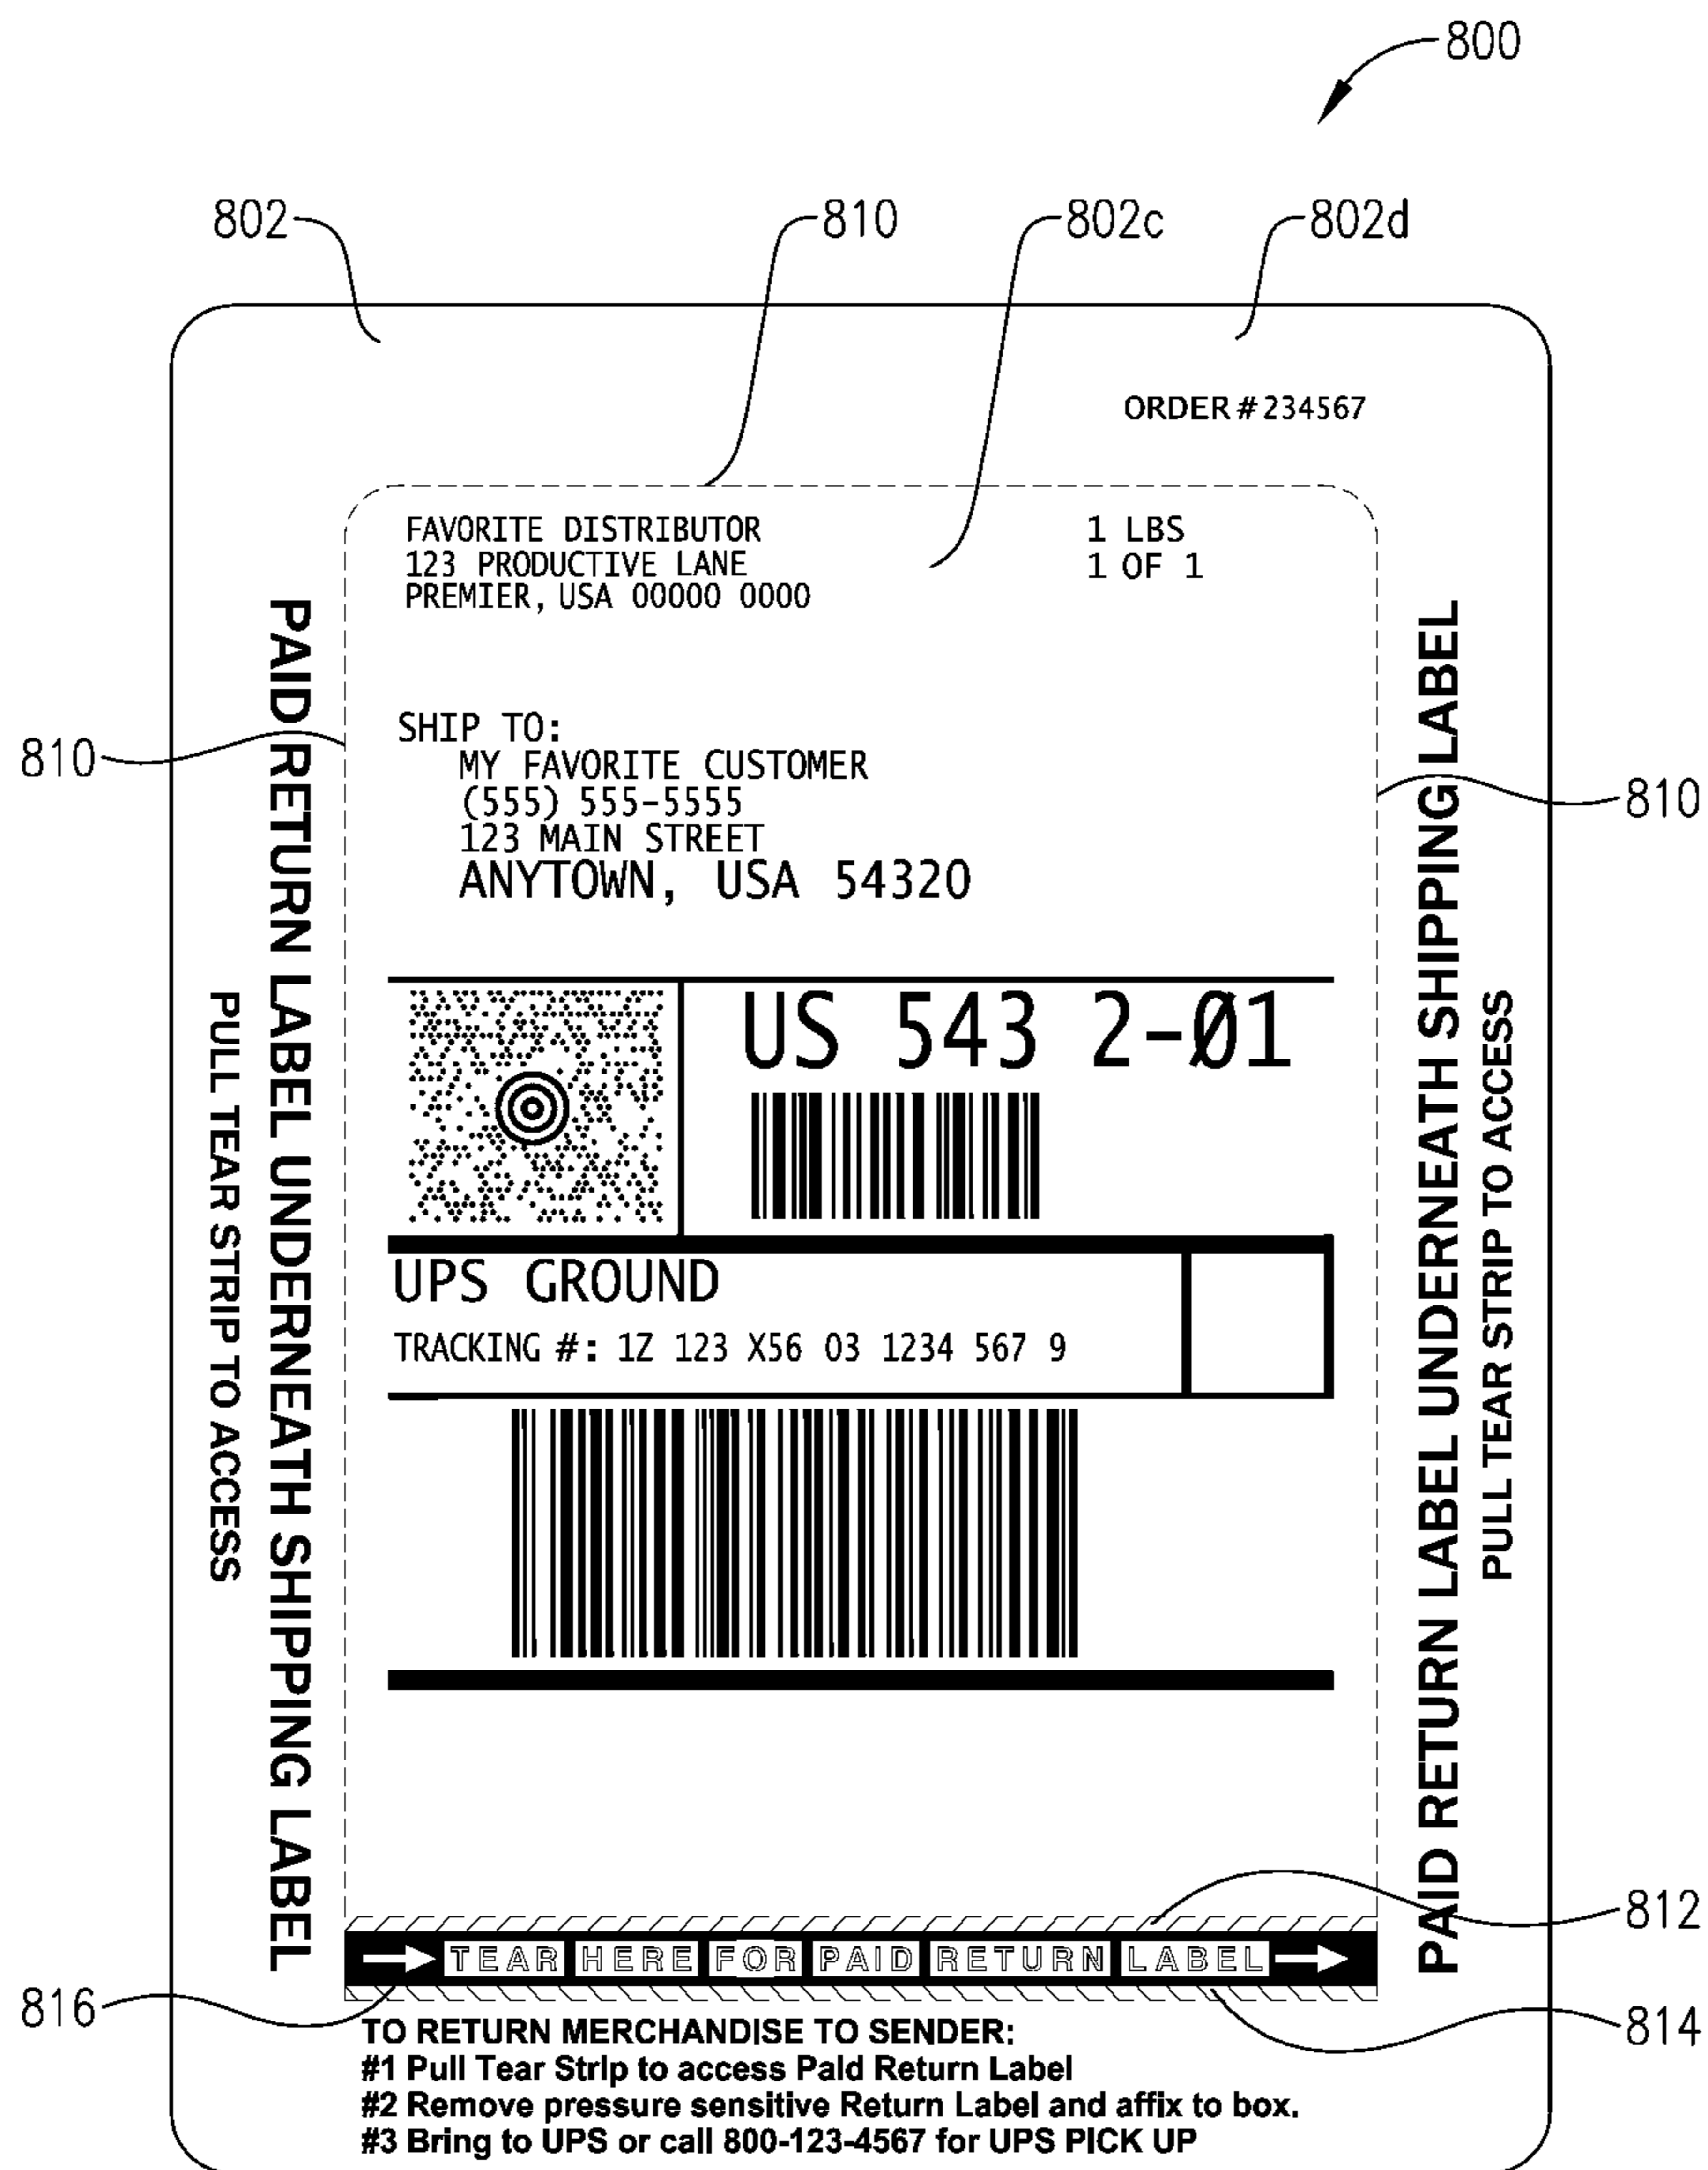 800
802
810
802c
802d
ORDER # 234567
FAVORITE DISTRIBUTOR
123 PRODUCTIVE LANE
PREMIER, USA 00000 0000
1 LBS
1 OF 1
SHIP TO:
MY FAVORITE CUSTOMER
(555) 555-5555
123 MAIN STREET
ANYTOWN, USA 54320
810
810
PAID RETURN LABEL UNDERNEATH SHIPPING LABEL
PULL TEAR STRIP TO ACCESS
PAID RETURN LABEL UNDERNEATH SHIPPING LABEL
PULL TEAR STRIP TO ACCESS
US 543 2-01
UPS GROUND
TRACKING #: 1Z 123 X56 03 1234 567 9
812
TEAR HERE FOR PAID RETURN LABEL
816
814
TO RETURN MERCHANDISE TO SENDER:
#1 Pull Tear Strip to access Paid Return Label
#2 Remove pressure sensitive Return Label and affix to box.
#3 Bring to UPS or call 800-123-4567 for UPS PICK UP